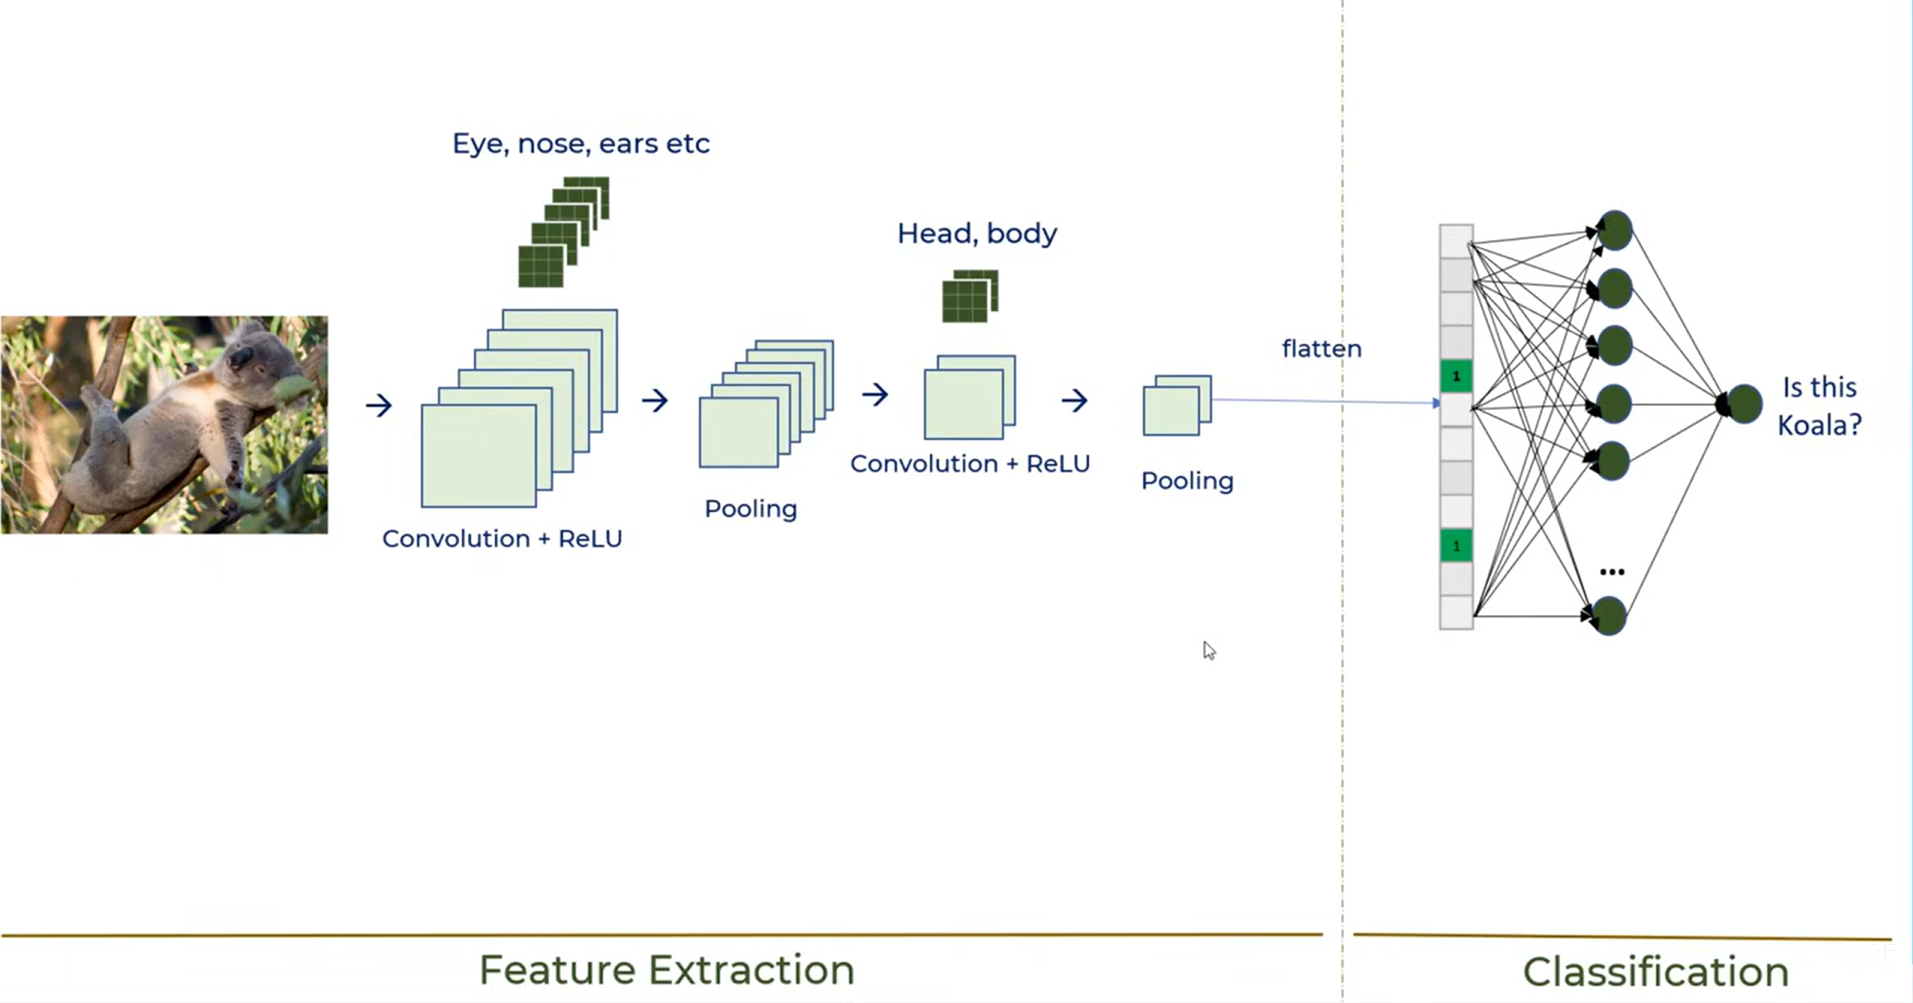 Eye, nose, ears etc
Head, body
flatten
1
Is this
Koala?
Convolution + ReLU
Pooling
Convolution + ReLU
Pooling
1
...
Feature Extraction
Classification